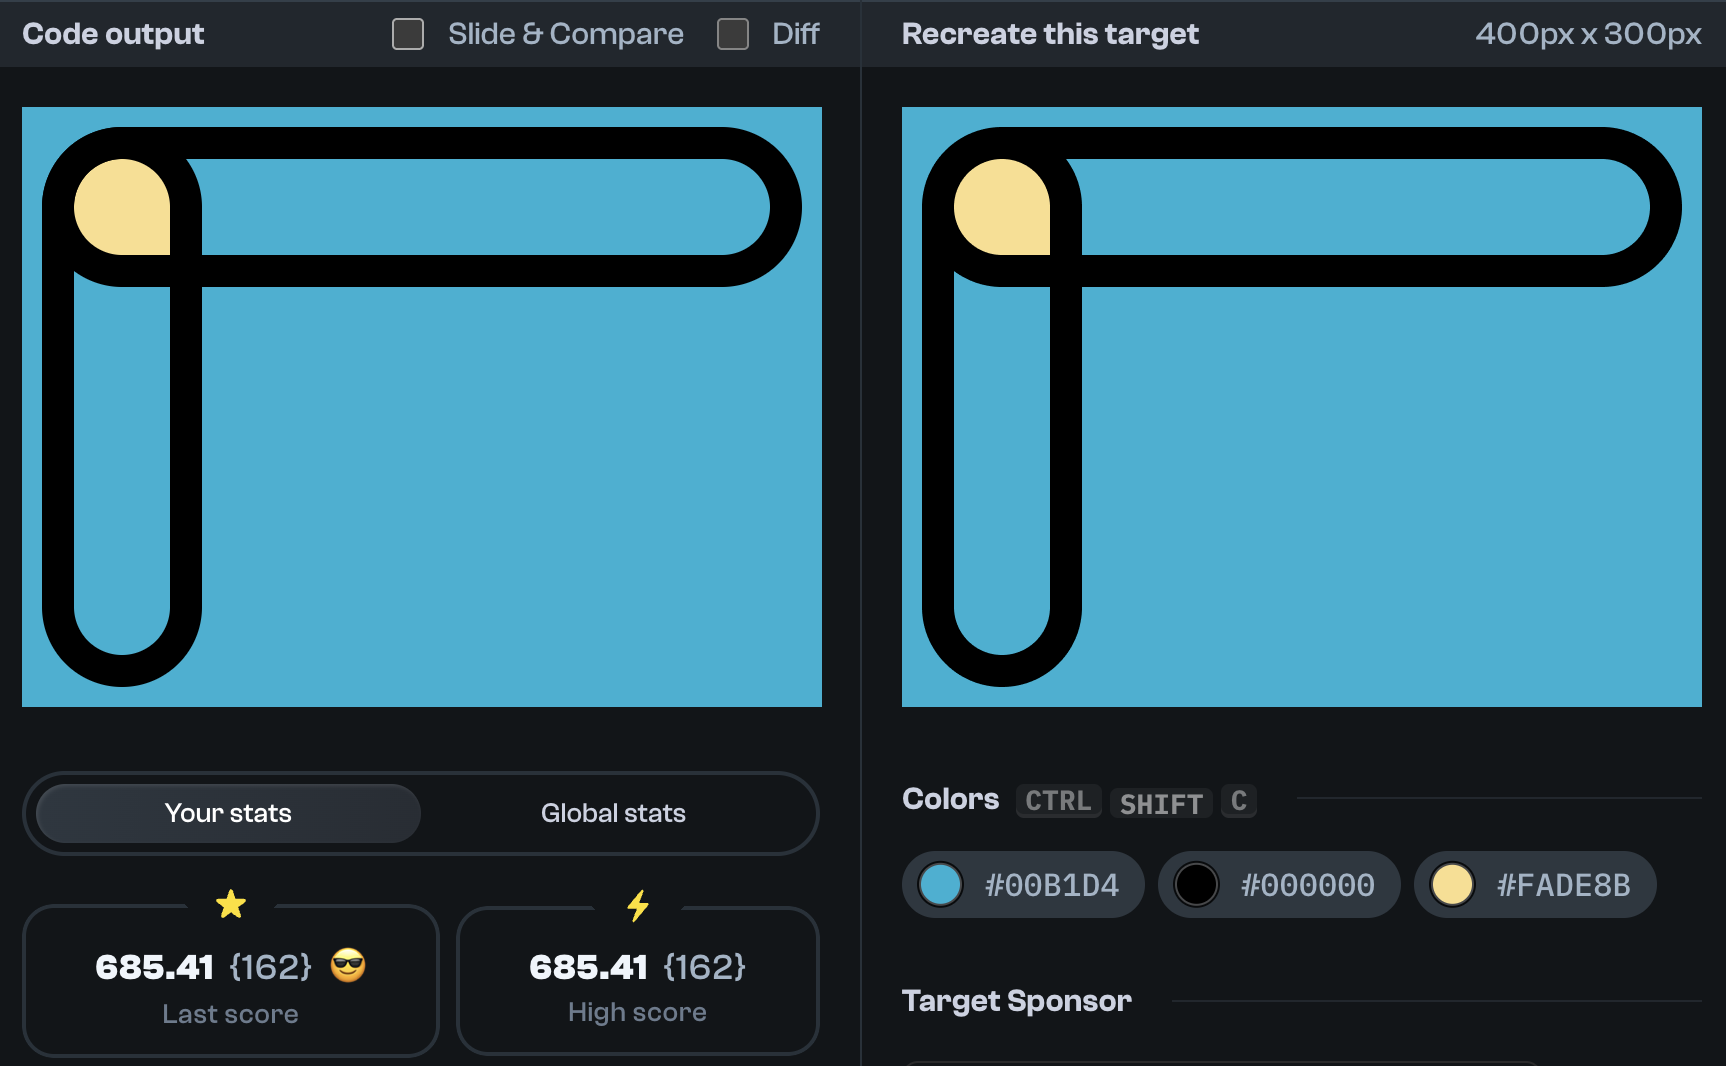 Code output
Slide & Compare
Diff
Recreate this target
400px x 300px
Your stats
Global stats
685.41 {162}
Last score
685.41 {162}
High score
Colors CTRL SHIFT C
#00B1D4
#000000
#FADE8B
Target Sponsor